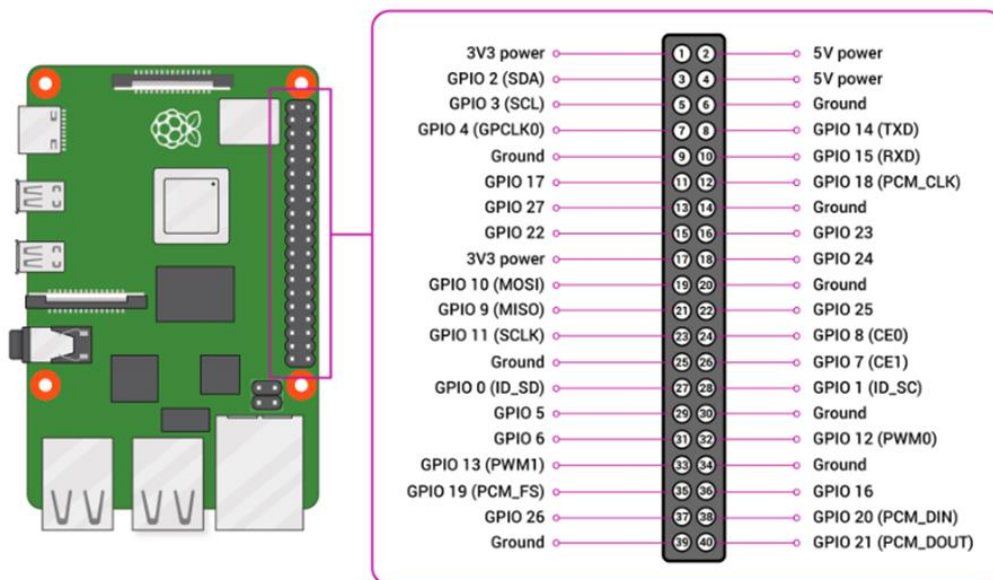 3V3 power 1 2 5V power
GPIO 2 (SDA) 3 4 5V power
GPIO 3 (SCL) 5 6 Ground
GPIO 4 (GPCLK0) 7 8 GPIO 14 (TXD)
Ground 9 10 GPIO 15 (RXD)
GPIO 17 11 12 GPIO 18 (PCM_CLK)
GPIO 27 13 14 Ground
GPIO 22 15 16 GPIO 23
3V3 power 17 18 GPIO 24
GPIO 10 (MOSI) 19 20 Ground
GPIO 9 (MISO) 21 22 GPIO 25
GPIO 11 (SCLK) 23 24 GPIO 8 (CE0)
Ground 25 26 GPIO 7 (CE1)
GPIO 0 (ID_SD) 27 28 GPIO 1 (ID_SC)
GPIO 5 29 30 Ground
GPIO 6 31 32 GPIO 12 (PWM0)
GPIO 13 (PWM1) 33 34 Ground
GPIO 19 (PCM_FS) 35 36 GPIO 16
GPIO 26 37 38 GPIO 20 (PCM_DIN)
Ground 39 40 GPIO 21 (PCM_DOUT)